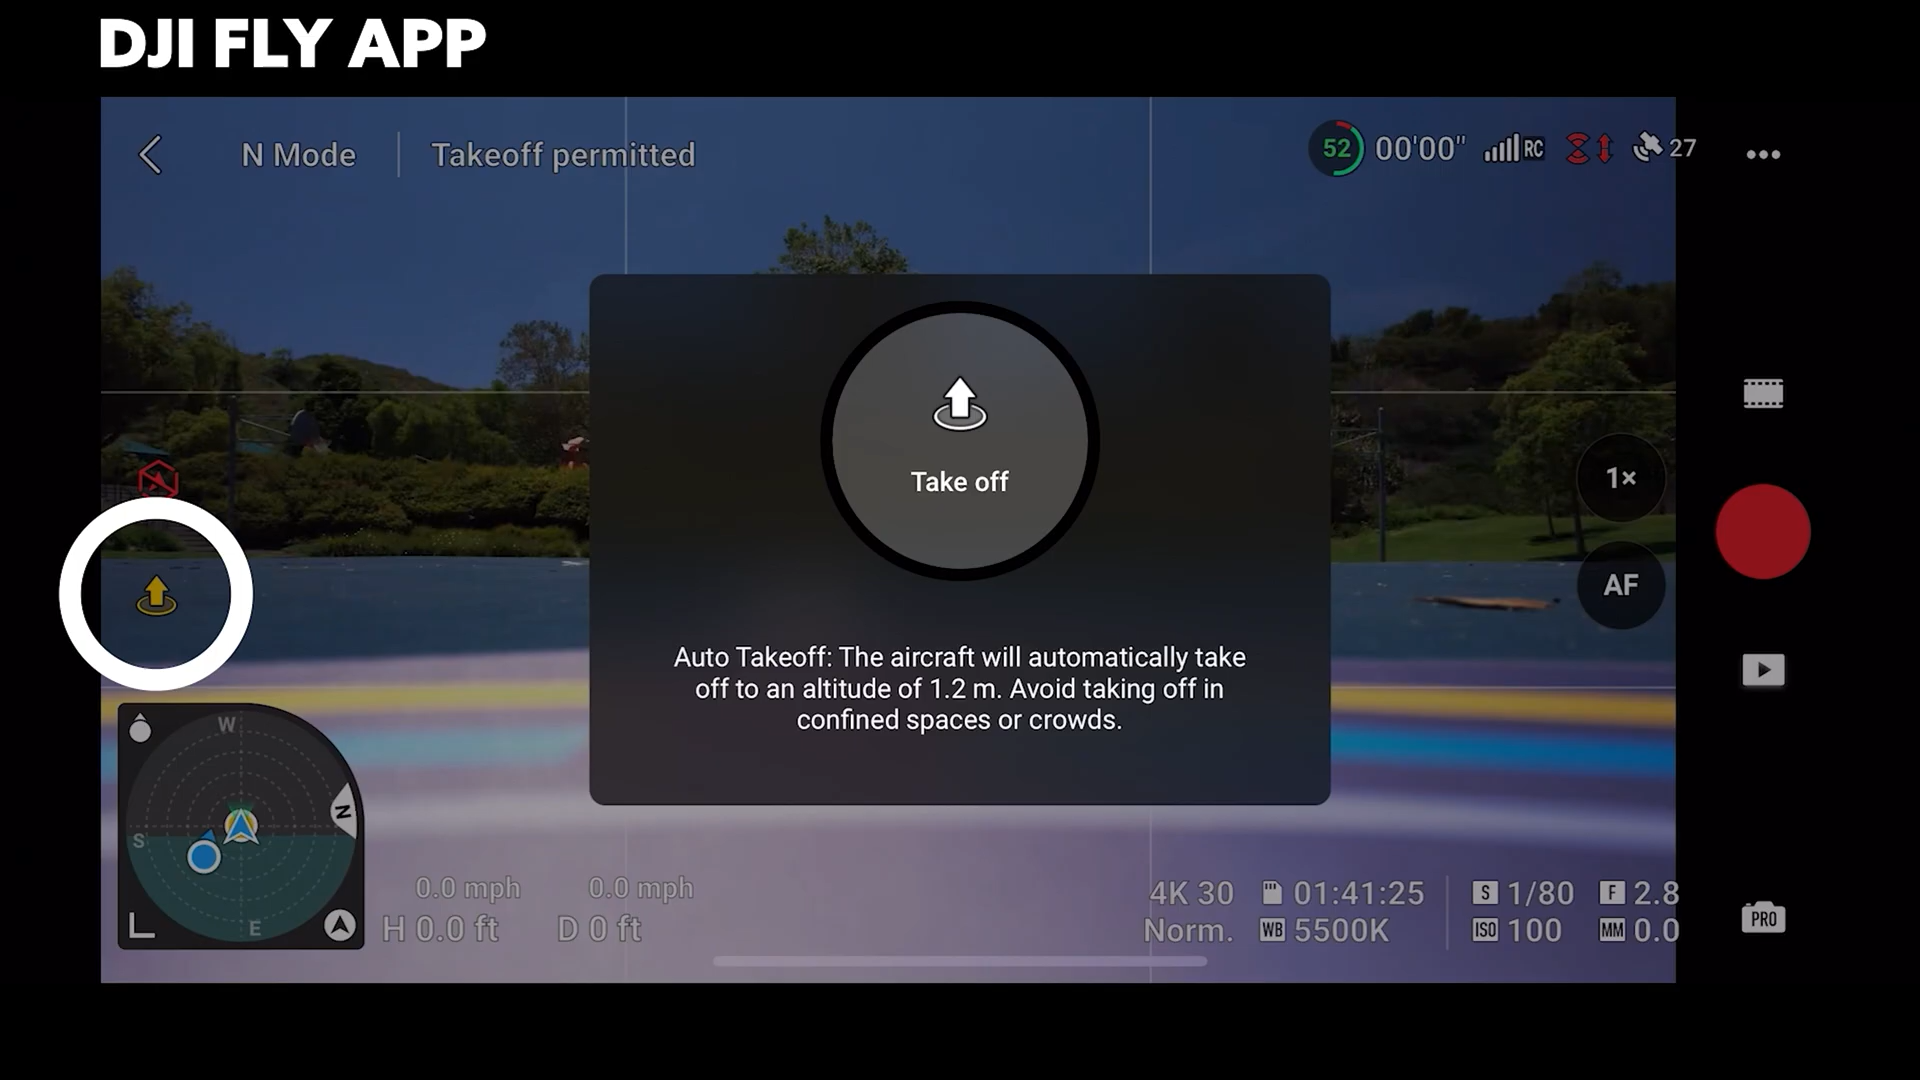 DJI FLY APP
N Mode
Takeoff permitted
52
00'00"
RC
27
Take off
1×
AF
Auto Takeoff: The aircraft will automatically take
off to an altitude of 1.2 m. Avoid taking off in
confined spaces or crowds.
W
N
S
E
0.0 mph 0.0 mph
H 0.0 ft D 0 ft
4K 30 01:41:25 S 1/80 F 2.8
Norm. WB 5500K ISO 100 MM 0.0
PRO